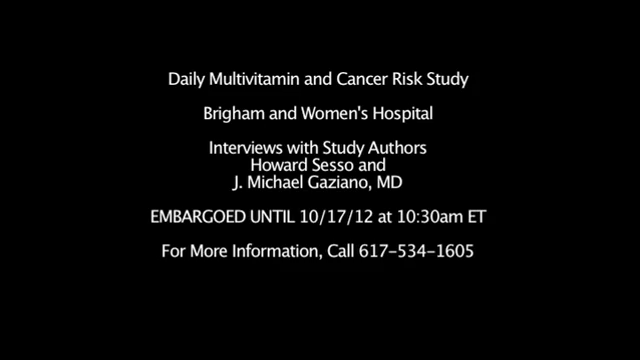 Daily Multivitamin and Cancer Risk Study
Brigham and Women's Hospital
Interviews with Study Authors
Howard Sesso and
J. Michael Gaziano, MD
EMBARGOED UNTIL 10/17/12 at 10:30am ET
For More Information, Call 617-534-1605